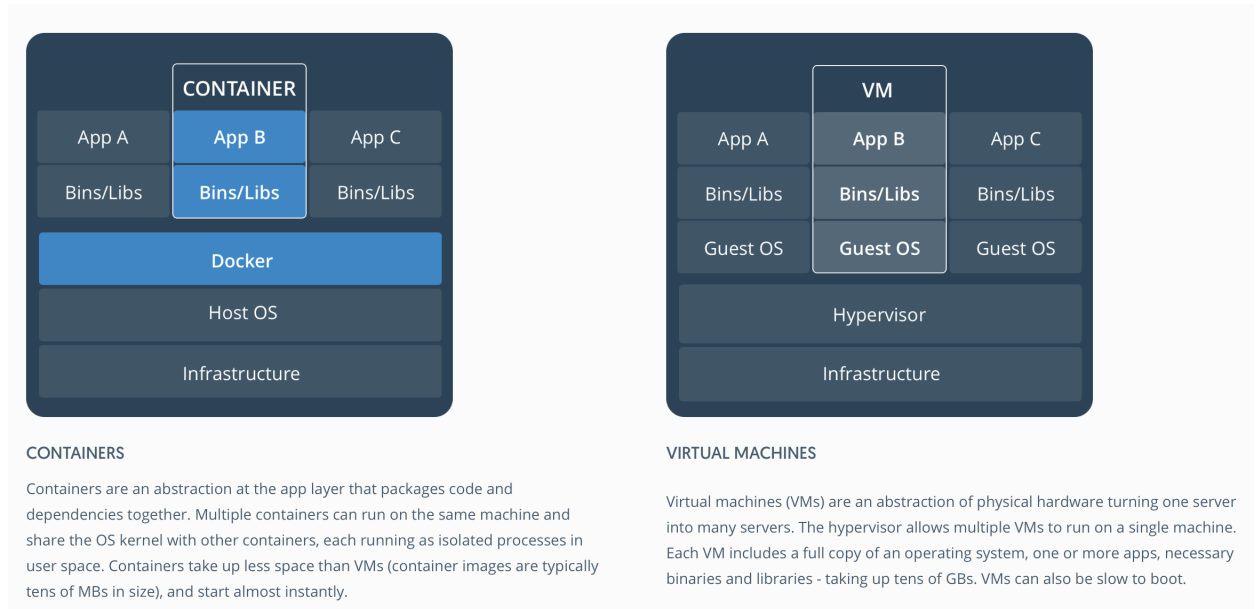 CONTAINER
App A App B App C
Bins/Libs Bins/Libs Bins/Libs
Docker
Host OS
Infrastructure
CONTAINERS
Containers are an abstraction at the app layer that packages code and
dependencies together. Multiple containers can run on the same machine and
share the OS kernel with other containers, each running as isolated processes in
user space. Containers take up less space than VMs (container images are typically
tens of MBs in size), and start almost instantly.
VM
App A App B App C
Bins/Libs Bins/Libs Bins/Libs
Guest OS Guest OS Guest OS
Hypervisor
Infrastructure
VIRTUAL MACHINES
Virtual machines (VMs) are an abstraction of physical hardware turning one server
into many servers. The hypervisor allows multiple VMs to run on a single machine.
Each VM includes a full copy of an operating system, one or more apps, necessary
binaries and libraries - taking up tens of GBs. VMs can also be slow to boot.